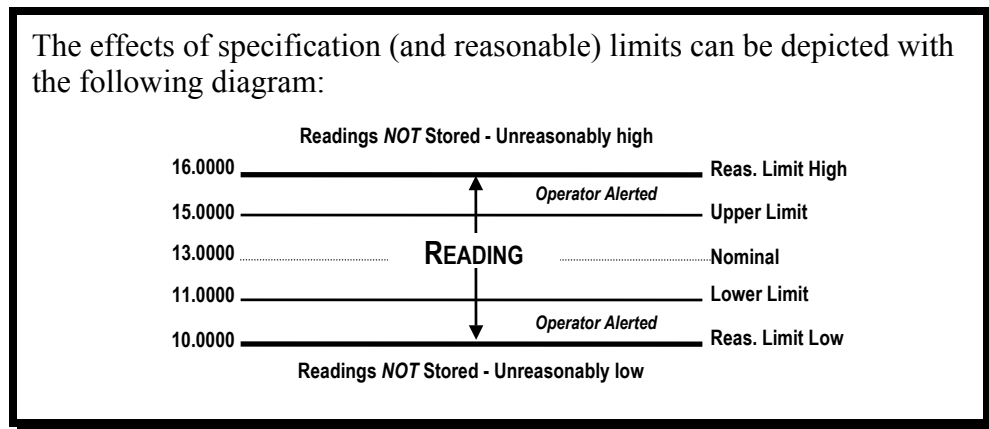 The effects of specification (and reasonable) limits can be depicted with
the following diagram:
Readings NOT Stored - Unreasonably high
16.0000 Reas. Limit High
Operator Alerted
15.0000 Upper Limit
13.0000 READING Nominal
11.0000 Lower Limit
Operator Alerted
10.0000 Reas. Limit Low
Readings NOT Stored - Unreasonably low